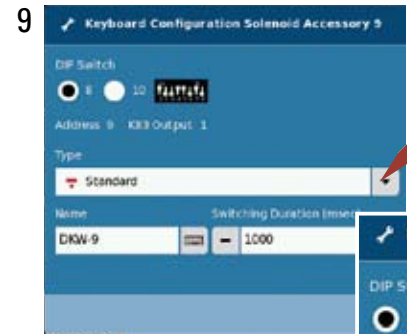 9
Keyboard Configuration Solenoid Accessory 9
DIP Switch
8 10
Address 9 K83 Output 1
Type
Standard
Name Switching Duration (msec)
DKW-9 1000
DIP S